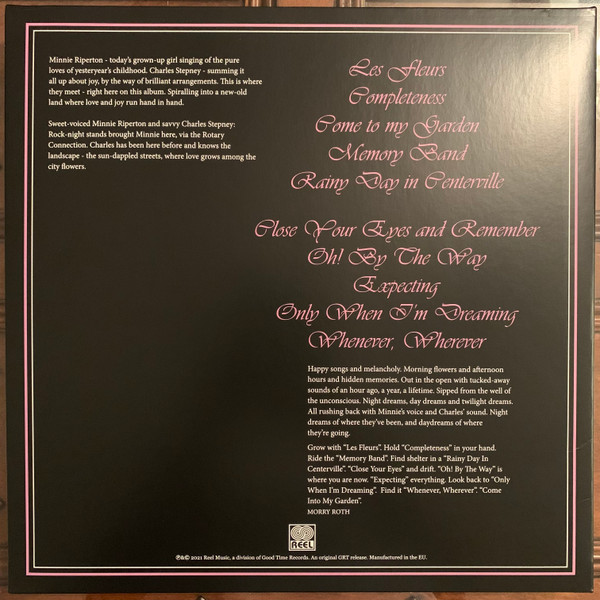 Minnie Riperton - today's grown-up girl singing of the pure
loves of yesteryear's childhood. Charles Stepney - summing it
all up about joy, by the way of brilliant arrangements. This is where
they meet - right here on this album. Spiralling into a new-old
land where love and joy run hand in hand.
Sweet-voiced Minnie Riperton and savvy Charles Stepney:
Rock-night stands brought Minnie here, via the Rotary
Connection. Charles has been here before and knows the
landscape - the sun-dappled streets, where love grows among the
city flowers.
Les Fleurs
Completeness
Come to my Garden
Memory Band
Rainy Day in Centerville
Close Your Eyes and Remember
Oh! By The Way
Expecting
Only When I'm Dreaming
Whenever, Wherever
Happy songs and melancholy. Morning flowers and afternoon
hours and hidden memories. Out in the open with tucked-away
sounds of an hour ago, a year, a lifetime. Sipped from the well of
the unconscious. Night dreams, day dreams and twilight dreams.
All rushing back with Minnie's voice and Charles' sound. Night
dreams of where they've been, and daydreams of where
they're going.
Grow with "Les Fleurs". Hold "Completeness" in your hand.
Ride the "Memory Band". Find shelter in a "Rainy Day In
Centerville". "Close Your Eyes" and drift. "Oh! By The Way" is
where you are now. "Expecting" everything. Look back to "Only
When I'm Dreaming". Find it "Whenever, Wherever". "Come
Into My Garden".
MORRY ROTH
REEL
℗&© 2021 Reel Music, a division of Good Time Records. An original GRT release. Manufactured in the EU.